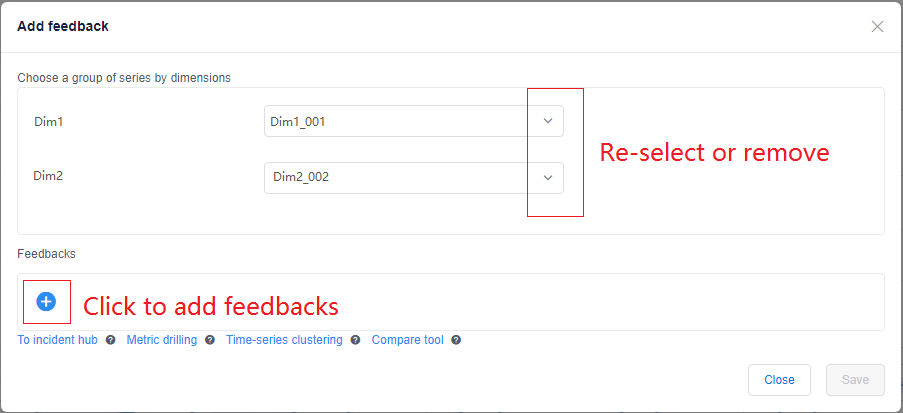 Add feedback
Choose a group of series by dimensions
Dim1
Dim1_001
Re-select or remove
Dim2
Dim2_002
Feedbacks
Click to add feedbacks
To incident hub ? Metric drilling ? Time-series clustering ? Compare tool ?
Close
Save